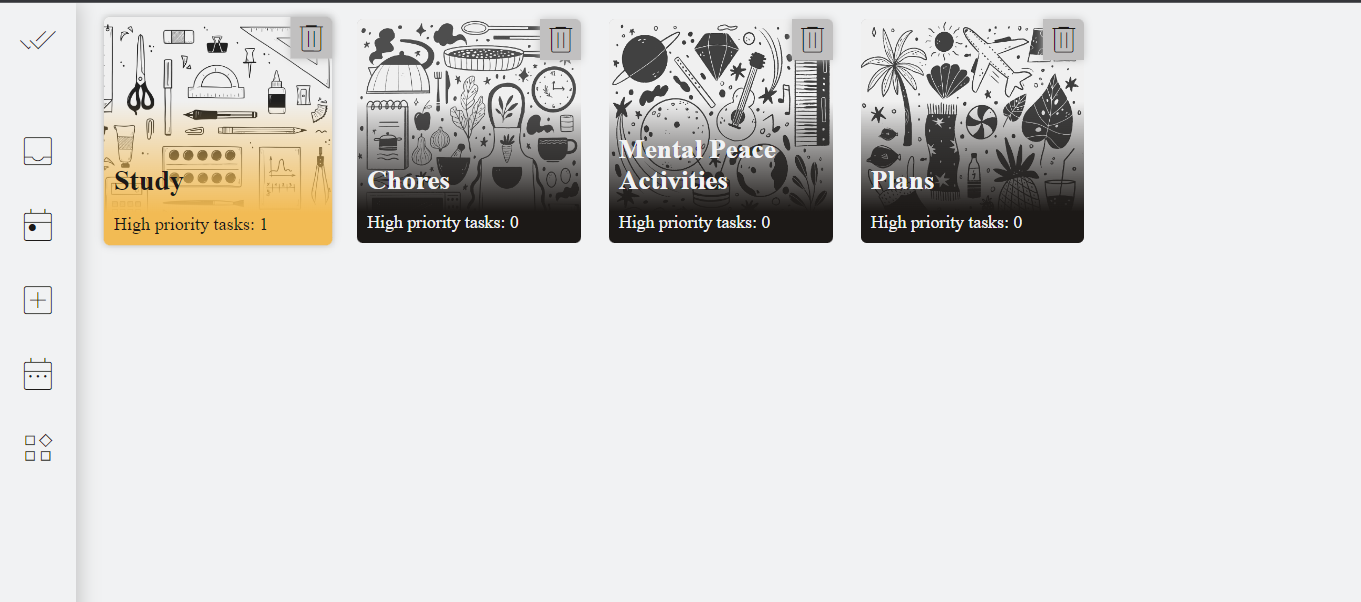 Study
High priority tasks: 1
Chores
High priority tasks: 0
Mental Peace
Activities
High priority tasks: 0
Plans
High priority tasks: 0